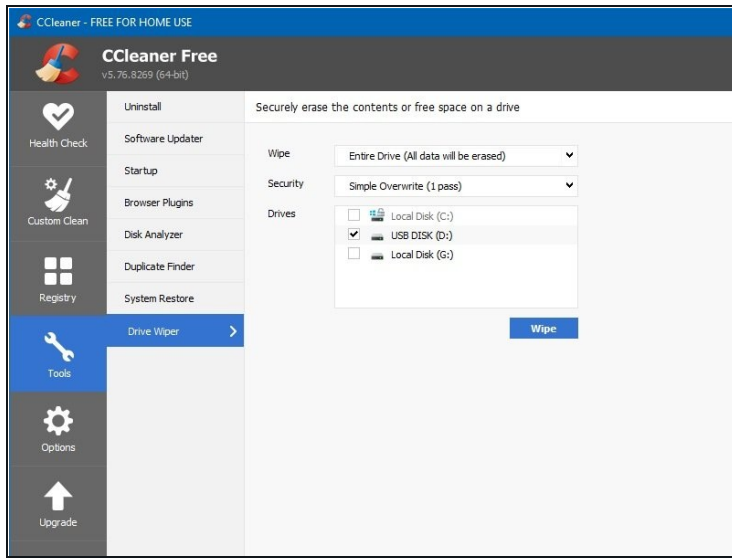 CCleaner - FREE FOR HOME USE
CCleaner Free
v5.76.8269 (64-bit)
Health Check
Custom Clean
Registry
Tools
Options
Upgrade
Uninstall
Software Updater
Startup
Browser Plugins
Disk Analyzer
Duplicate Finder
System Restore
Drive Wiper
Securely erase the contents or free space on a drive
Wipe Entire Drive (All data will be erased)
Security Simple Overwrite (1 pass)
Drives Local Disk (C:)
USB DISK (D:)
Local Disk (G:)
Wipe